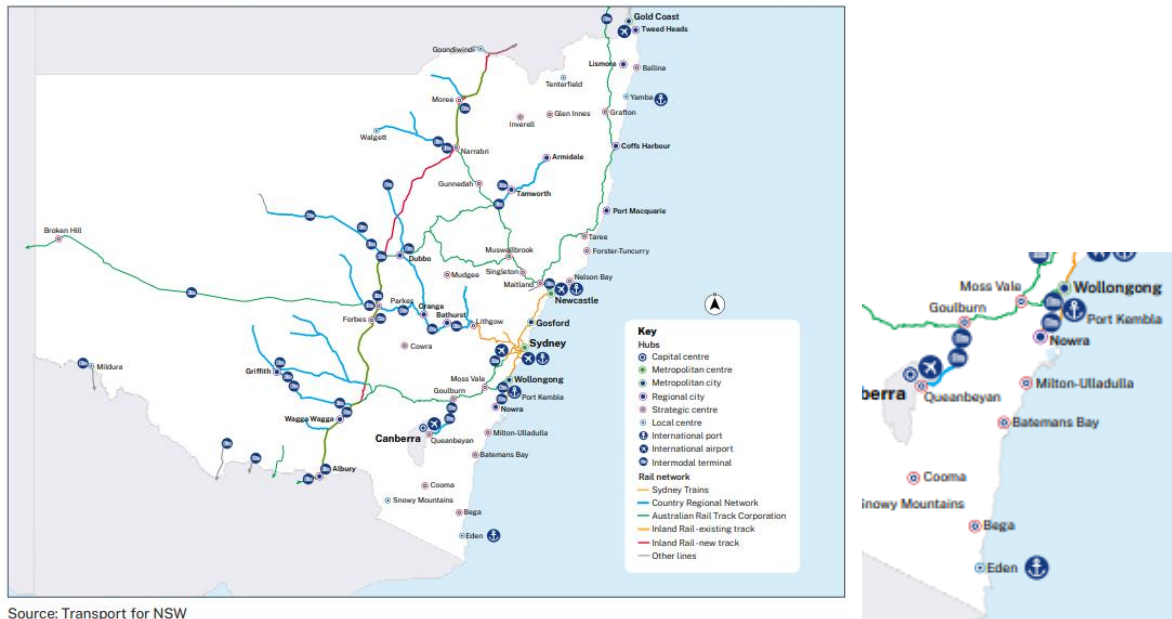 Gold Coast
Tweed Heads
Goondiwindi
Lismore
Ballina
Tenterfield
Yamba
Moree
Glen Innes
Grafton
Inverell
Walgett
Narrabri
Coffs Harbour
Armidale
Gunnedah
Tamworth
Port Macquarie
Broken Hill
Taree
Muswellbrook
Forster-Tuncurry
Dubbo
Singleton
Mudgee
Nelson Bay
Maitland
Newcastle
Parkes
Orange
Bathurst
Forbes
Lithgow
Gosford
Cowra
Sydney
Mildura
Griffith
Moss Vale
Wollongong
Goulburn
Port Kembla
Nowra
Wagga Wagga
Canberra
Queanbeyan
Milton-Ulladulla
Batemans Bay
Albury
Cooma
Snowy Mountains
Bega
Eden
Key
Hubs
Capital centre
Metropolitan centre
Metropolitan city
Regional city
Strategic centre
Local centre
International port
International airport
Intermodal terminal
Rail network
Sydney Trains
Country Regional Network
Australian Rail Track Corporation
Inland Rail-existing track
Inland Rail-new track
Other lines
Source: Transport for NSW
Moss Vale
Wollongong
Goulburn
Port Kembla
Nowra
Milton-Ulladulla
berra
Queanbeyan
Batemans Bay
Cooma
Snowy Mountains
Bega
Eden